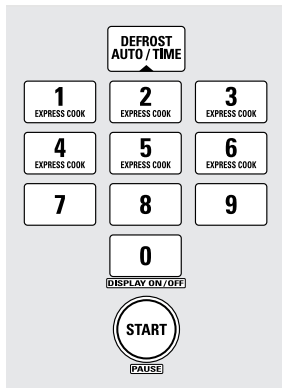 DEFROST
AUTO / TIME
1 2 3
EXPRESS COOK EXPRESS COOK EXPRESS COOK
4 5 6
EXPRESS COOK EXPRESS COOK EXPRESS COOK
7 8 9
0
DISPLAY ON/OFF
START
PAUSE